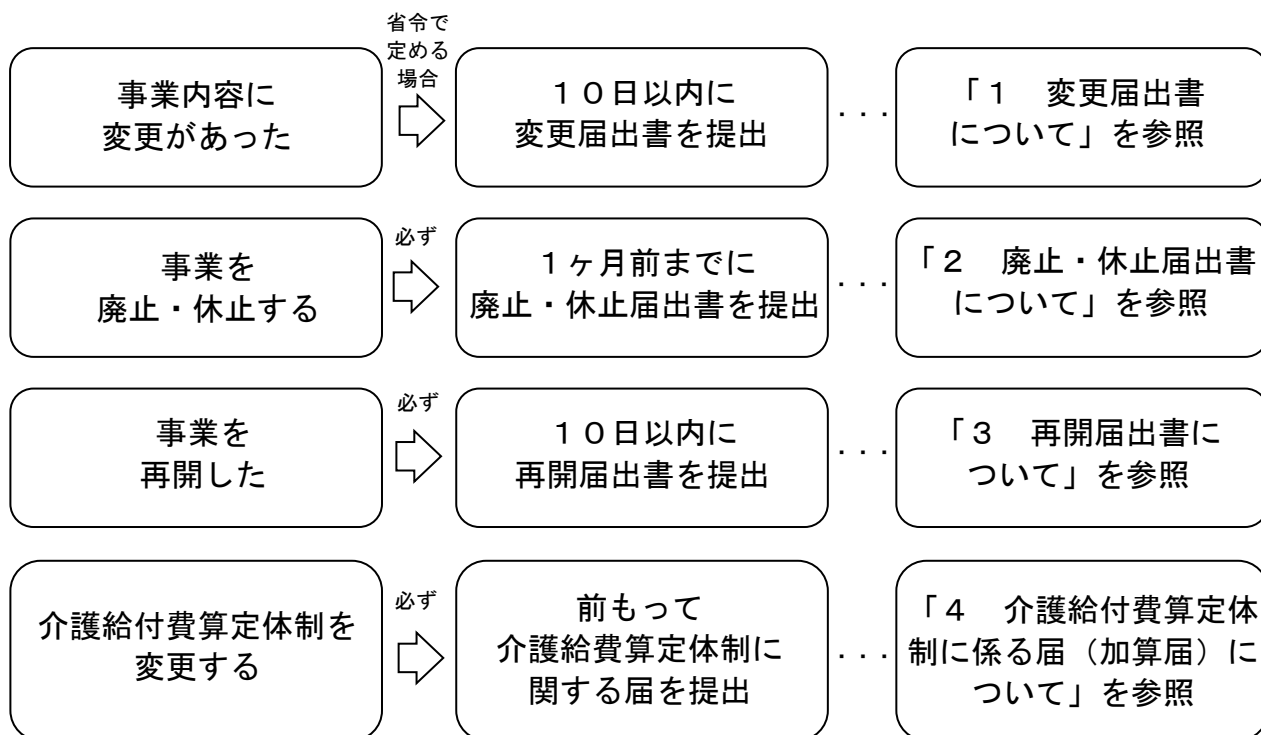 省令で
定める
場合
事業内容に
変更があった
１０日以内に
変更届出書を提出
･･･
「１　変更届出書
について」を参照
必ず
事業を
廃止・休止する
１ヶ月前までに
廃止・休止届出書を提出
･･･
「２　廃止・休止届出書
について」を参照
必ず
事業を
再開した
１０日以内に
再開届出書を提出
･･･
「３　再開届出書に
ついて」を参照
必ず
介護給付費算定体制を
変更する
前もって
介護給費算定体制に
関する届を提出
･･･
「４　介護給付費算定体
制に係る届（加算届）に
ついて」を参照